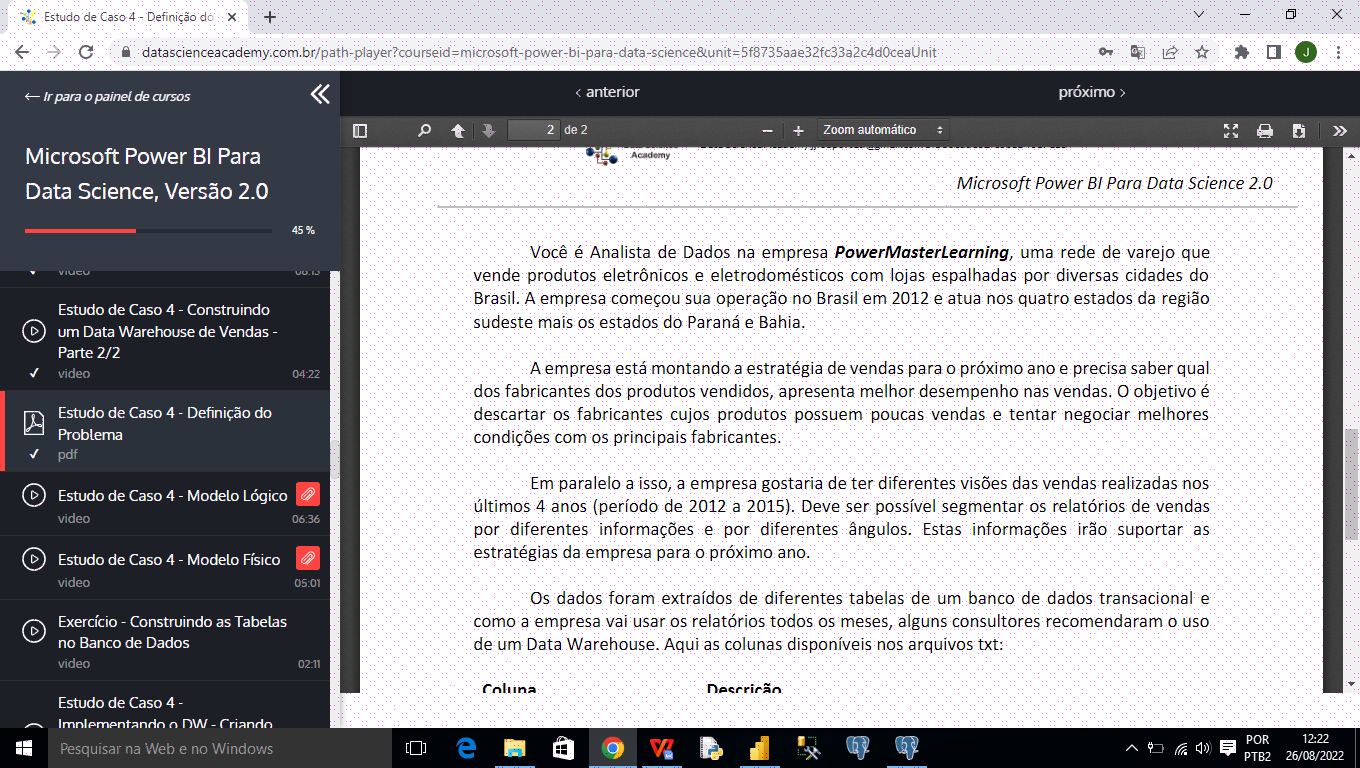 Estudo de Caso 4 - Definição do
datascienceacademy.com.br/path-player?courseid=microsoft-power-bi-para-data-science&unit=5f8735aae32fc33a2c4d0ceaUnit
J
← Ir para o painel de cursos
‹ anterior
próximo ›
2 de 2
Zoom automático
Microsoft Power BI Para
Data Science, Versão 2.0
45 %
video
Estudo de Caso 4 - Construindo
um Data Warehouse de Vendas -
Parte 2/2
video 04:22
Estudo de Caso 4 - Definição do
Problema
pdf
Estudo de Caso 4 - Modelo Lógico
video 06:36
Estudo de Caso 4 - Modelo Físico
video 05:01
Exercício - Construindo as Tabelas
no Banco de Dados
video 02:11
Estudo de Caso 4 -
Implementando o DW - Criando
Academy
Microsoft Power BI Para Data Science 2.0
Você é Analista de Dados na empresa PowerMasterLearning, uma rede de varejo que
vende produtos eletrônicos e eletrodomésticos com lojas espalhadas por diversas cidades do
Brasil. A empresa começou sua operação no Brasil em 2012 e atua nos quatro estados da região
sudeste mais os estados do Paraná e Bahia.
A empresa está montando a estratégia de vendas para o próximo ano e precisa saber qual
dos fabricantes dos produtos vendidos, apresenta melhor desempenho nas vendas. O objetivo é
descartar os fabricantes cujos produtos possuem poucas vendas e tentar negociar melhores
condições com os principais fabricantes.
Em paralelo a isso, a empresa gostaria de ter diferentes visões das vendas realizadas nos
últimos 4 anos (período de 2012 a 2015). Deve ser possível segmentar os relatórios de vendas
por diferentes informações e por diferentes ângulos. Estas informações irão suportar as
estratégias da empresa para o próximo ano.
Os dados foram extraídos de diferentes tabelas de um banco de dados transacional e
como a empresa vai usar os relatórios todos os meses, alguns consultores recomendaram o uso
de um Data Warehouse. Aqui as colunas disponíveis nos arquivos txt:
Coluna Descrição
Pesquisar na Web e no Windows
POR
PTB2
12:22
26/08/2022